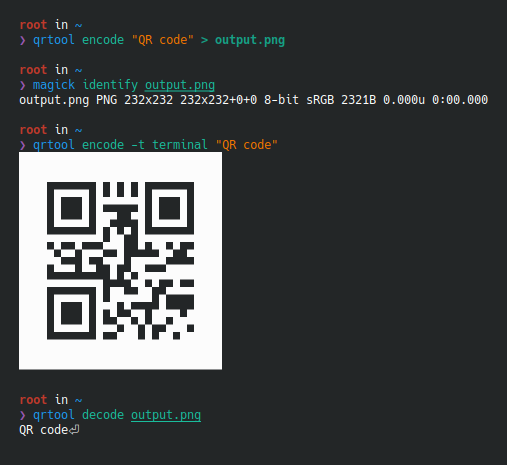 root in ~
❯ qrtool encode "QR code" > output.png
root in ~
❯ magick identify output.png
output.png PNG 232x232 232x232+0+0 8-bit sRGB 2321B 0.000u 0:00.000
root in ~
❯ qrtool encode -t terminal "QR code"
root in ~
❯ qrtool decode output.png
QR code⏎